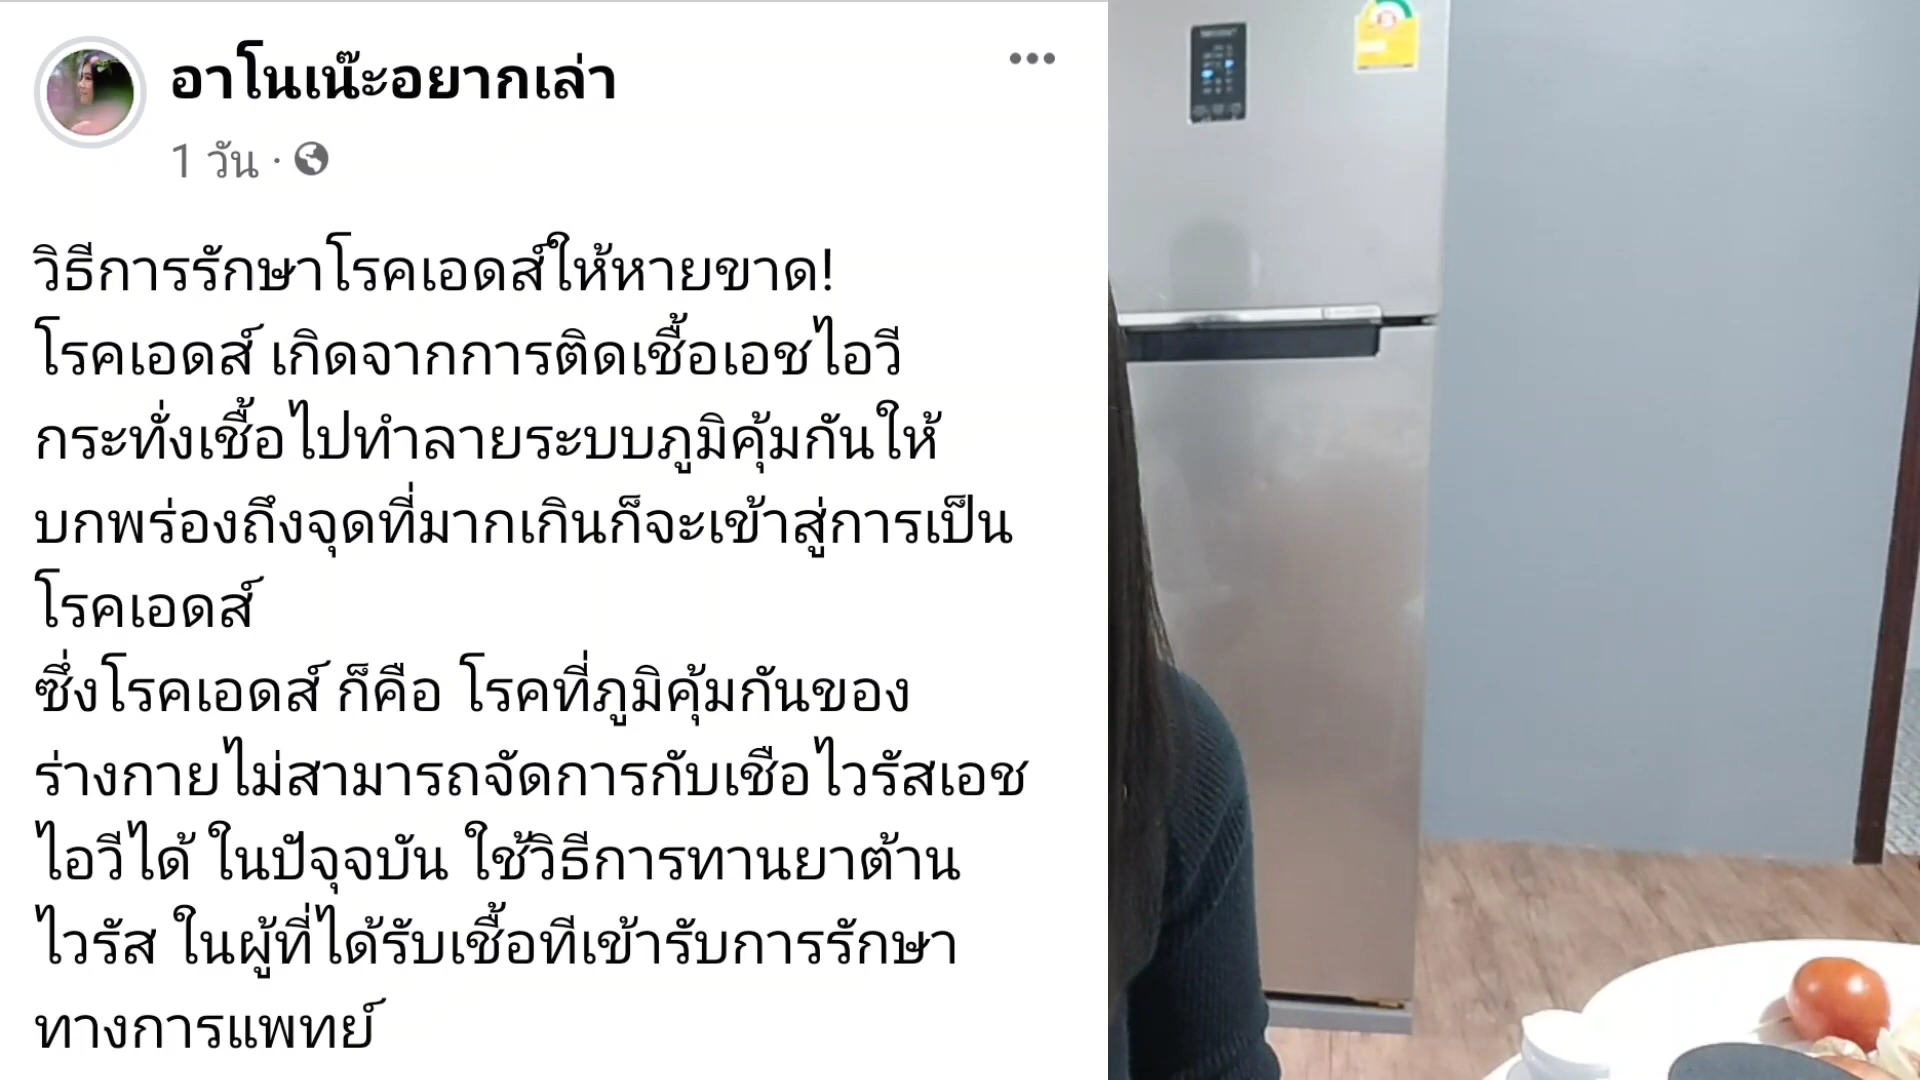 อาโนเน๊ะอยากเล่า
1 วัน ·
วิธีการรักษาโรคเอดส์ให้หายขาด!
โรคเอดส์ เกิดจากการติดเชื้อเอชไอวี
กระทั่งเชื้อไปทำลายระบบภูมิคุ้มกันให้
บกพร่องถึงจุดที่มากเกินก็จะเข้าสู่การเป็น
โรคเอดส์
ซึ่งโรคเอดส์ ก็คือ โรคที่ภูมิคุ้มกันของ
ร่างกายไม่สามารถจัดการกับเชือไวรัสเอช
ไอวีได้ ในปัจจุบัน ใช้วิธีการทานยาต้าน
ไวรัส ในผู้ที่ได้รับเชื้อทีเข้ารับการรักษา
ทางการแพทย์